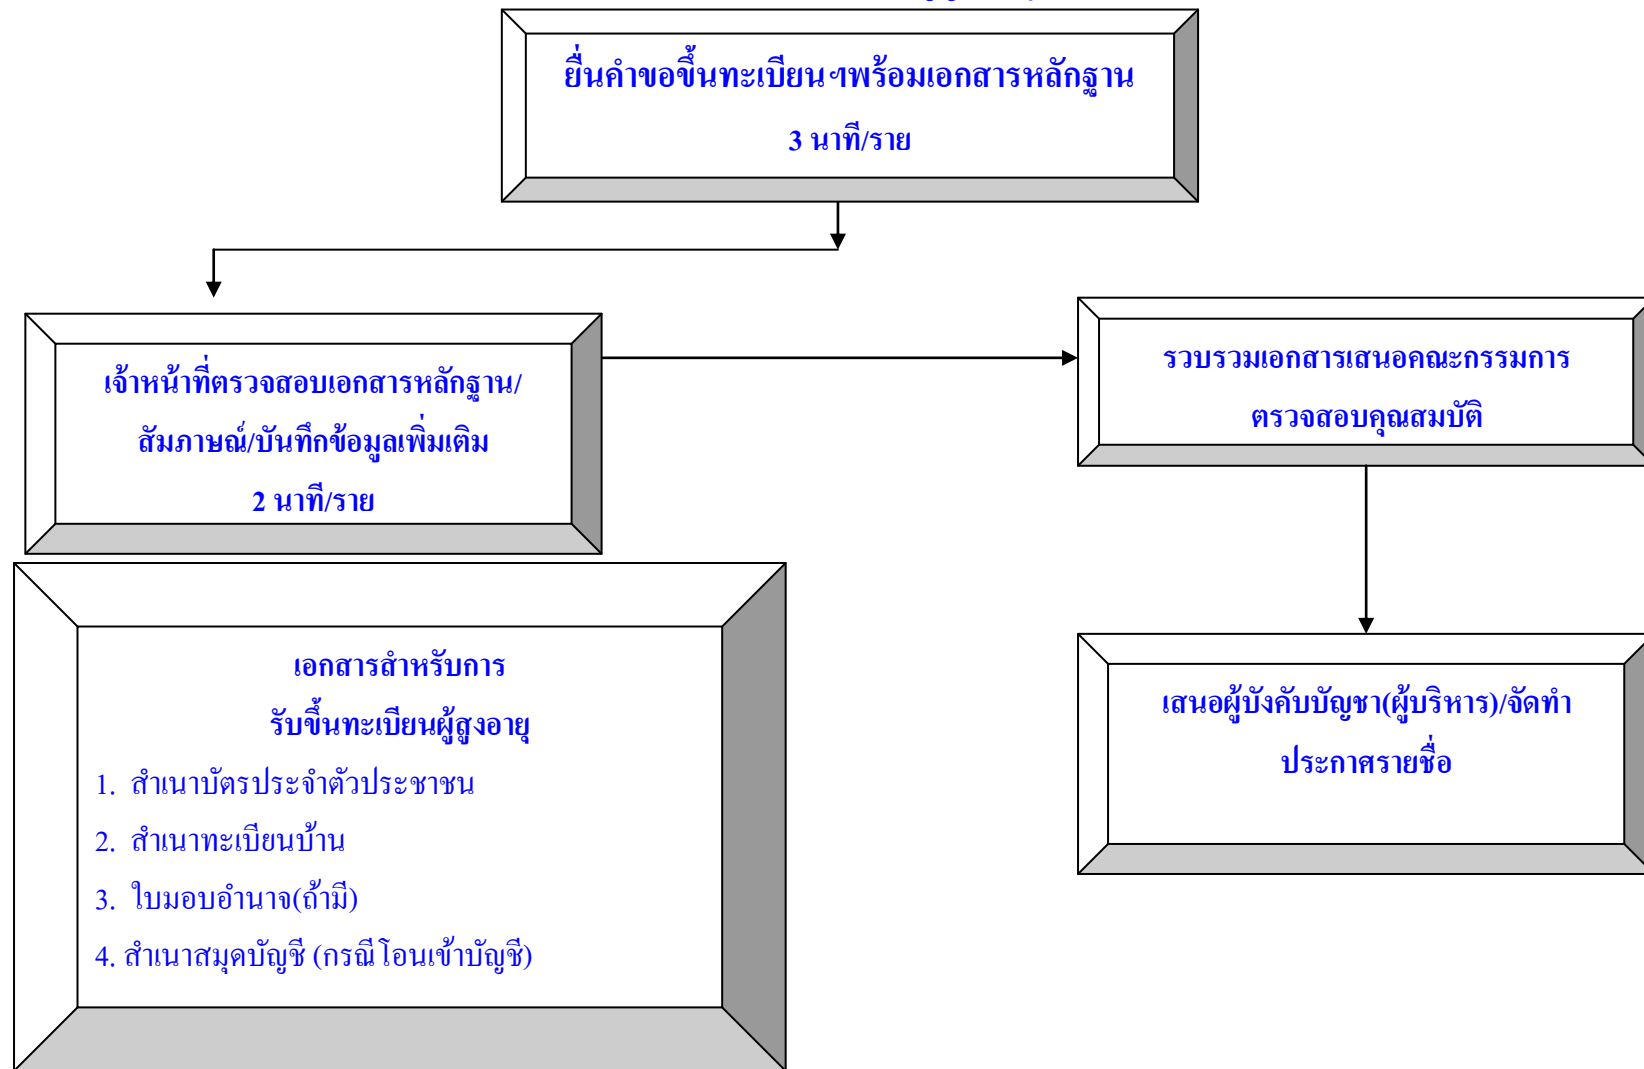 ยื่นคำขอขึ้นทะเบียนฯพร้อมเอกสารหลักฐาน
3 นาที/ราย
เจ้าหน้าที่ตรวจสอบเอกสารหลักฐาน/
สัมภาษณ์/บันทึกข้อมูลเพิ่มเติม
2 นาที/ราย
รวบรวมเอกสารเสนอคณะกรรมการ
ตรวจสอบคุณสมบัติ
เสนอผู้บังคับบัญชา(ผู้บริหาร)/จัดทำ
ประกาศรายชื่อ
เอกสารสำหรับการ
รับขึ้นทะเบียนผู้สูงอายุ
1. สำเนาบัตรประจำตัวประชาชน
2. สำเนาทะเบียนบ้าน
3. ใบมอบอำนาจ(ถ้ามี)
4. สำเนาสมุดบัญชี (กรณีโอนเข้าบัญชี)